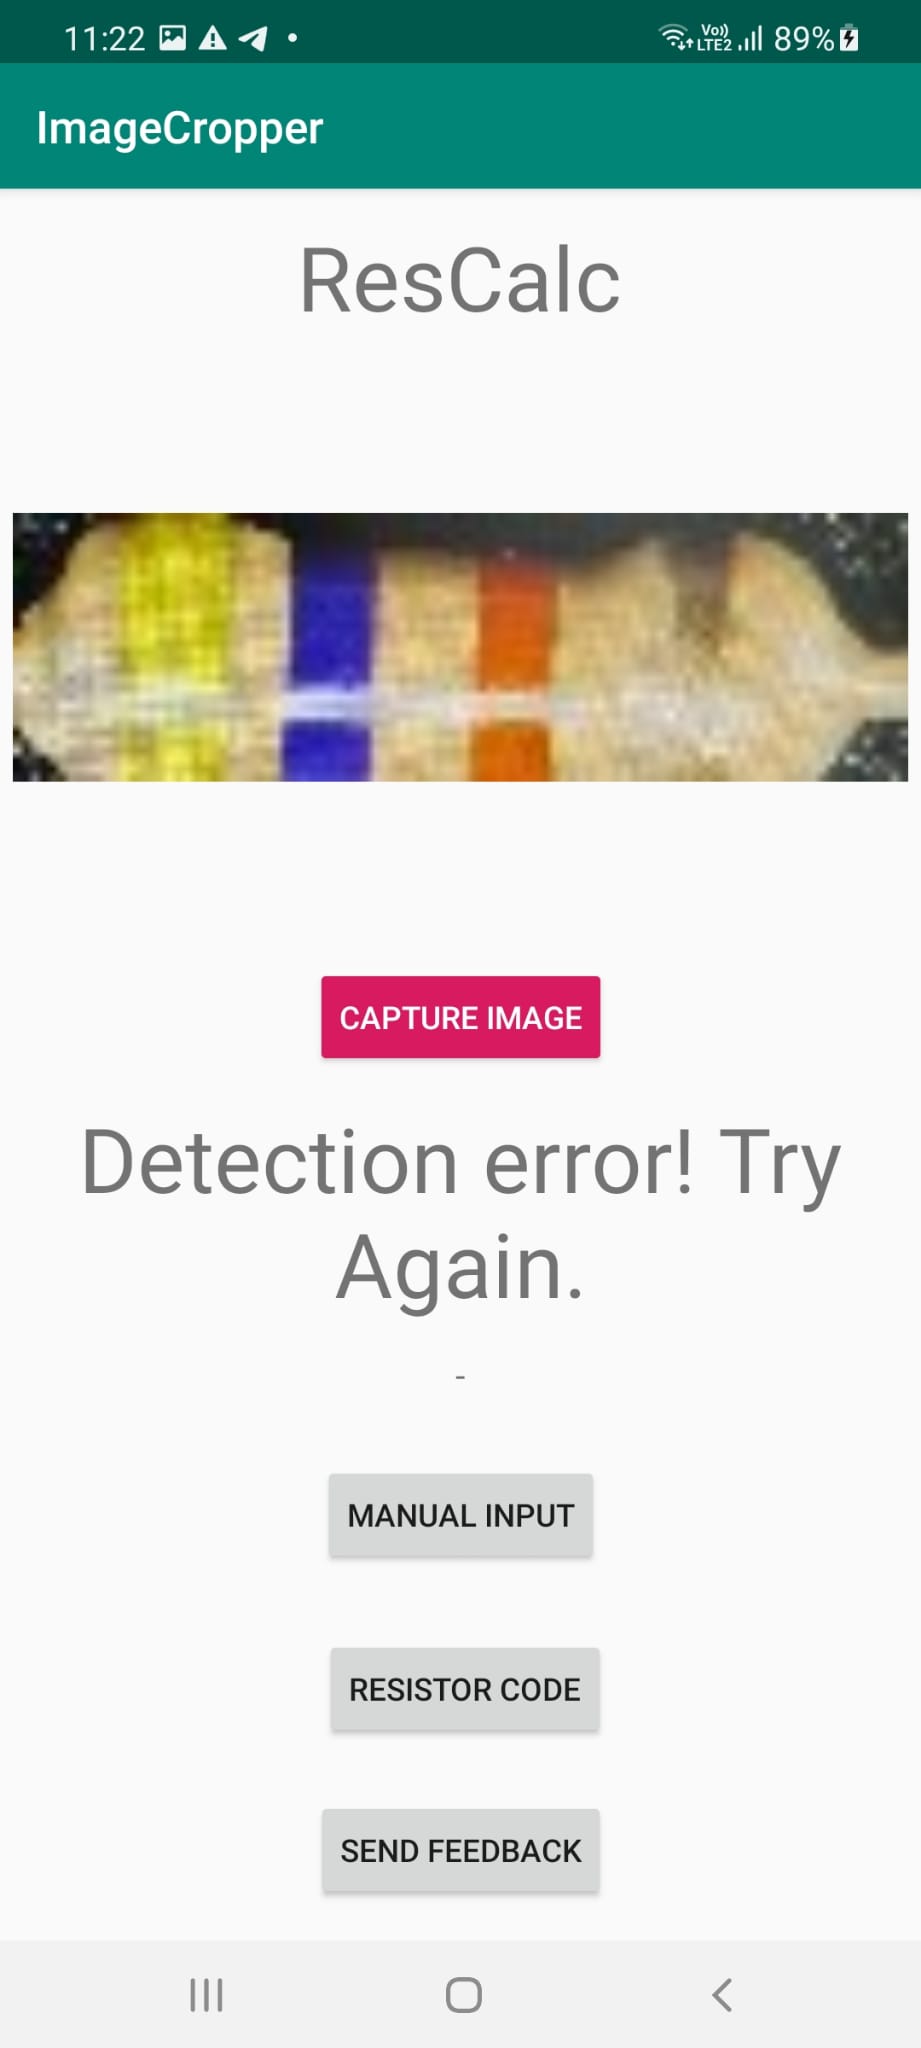 11:22 Vo)) LTE2 89%
ImageCropper
ResCalc
CAPTURE IMAGE
Detection error! Try
Again.
-
MANUAL INPUT
RESISTOR CODE
SEND FEEDBACK